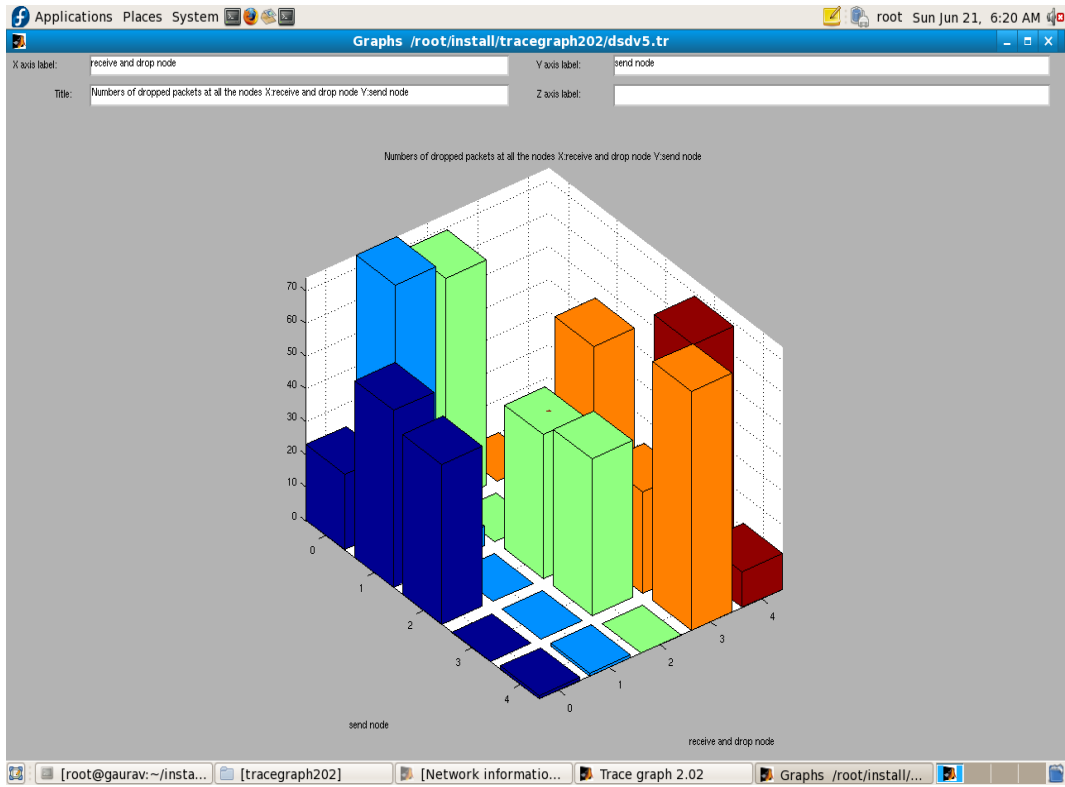 Applications Places System root Sun Jun 21, 6:20 AM
Graphs /root/install/tracegraph202/dsdv5.tr
X axis label: receive and drop node Y axis label: send node
Title: Numbers of dropped packets at all the nodes X:receive and drop node Y:send node Z axis label:
Numbers of dropped packets at all the nodes X:receive and drop node Y:send node
70
60
50
40
30
20
10
0
0
1
2
3
4
0
1
2
3
4
send node
receive and drop node
[root@gaurav:~/insta... [tracegraph202] [Network informatio... Trace graph 2.02 Graphs /root/install/...